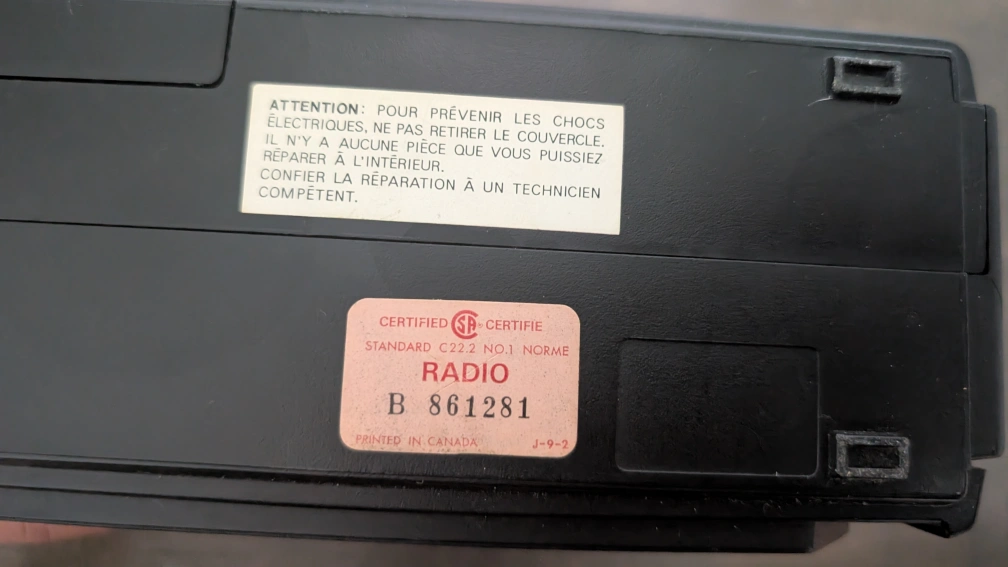 ATTENTION: POUR PRÉVENIR LES CHOCS
ÉLECTRIQUES, NE PAS RETIRER LE COUVERCLE.
IL N'Y A AUCUNE PIÈCE QUE VOUS PUISSIEZ
RÉPARER À L'INTÉRIEUR.
CONFIER LA RÉPARATION À UN TECHNICIEN
COMPÉTENT.
CERTIFIED SA ® CERTIFIE
STANDARD C22.2 NO.1 NORME
RADIO
B 861281
PRINTED IN CANADA J-9-2